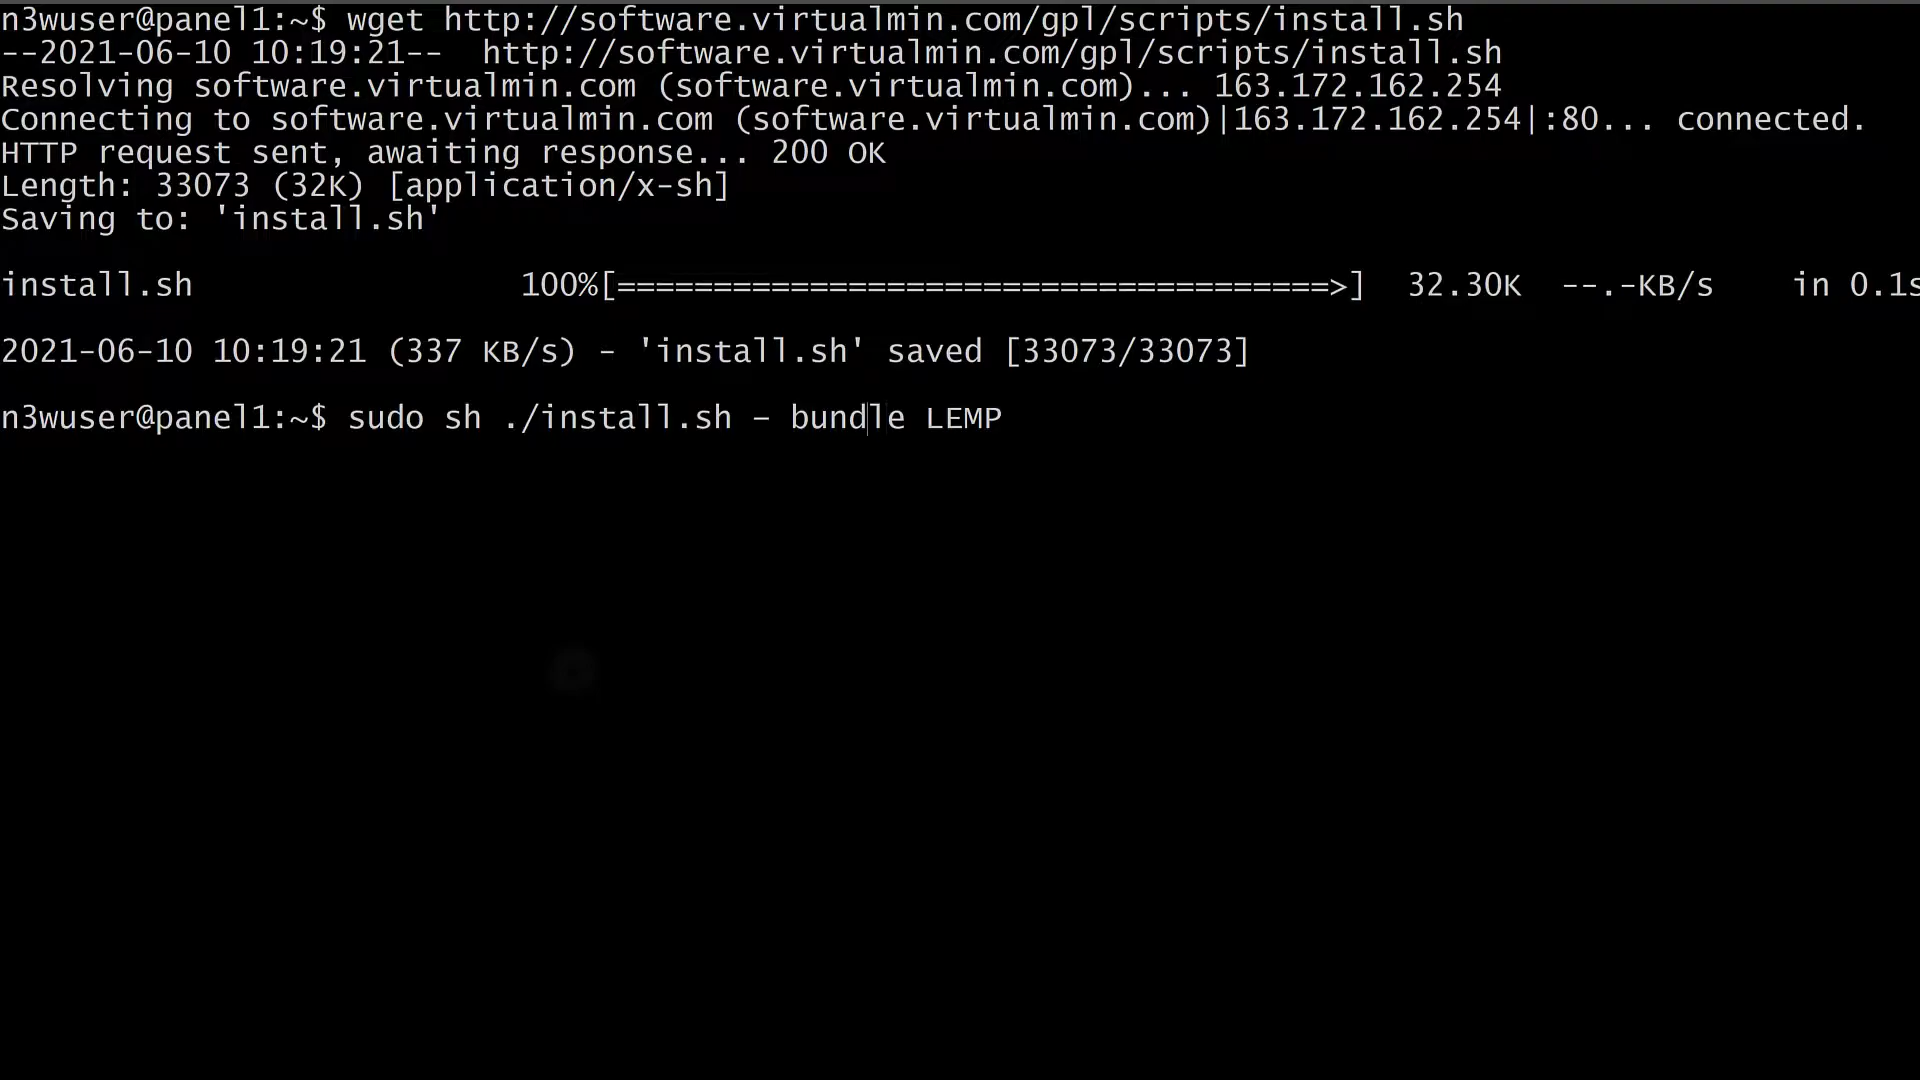 n3wuser@panel1:~$ wget http://software.virtualmin.com/gpl/scripts/install.sh
--2021-06-10 10:19:21--  http://software.virtualmin.com/gpl/scripts/install.sh
Resolving software.virtualmin.com (software.virtualmin.com)... 163.172.162.254
Connecting to software.virtualmin.com (software.virtualmin.com)|163.172.162.254|:80... connected.
HTTP request sent, awaiting response... 200 OK
Length: 33073 (32K) [application/x-sh]
Saving to: 'install.sh'
install.sh                 100%[=====================================>]  32.30K  --.-KB/s    in 0.1s
2021-06-10 10:19:21 (337 KB/s) - 'install.sh' saved [33073/33073]
n3wuser@panel1:~$ sudo sh ./install.sh – bundle LEMP